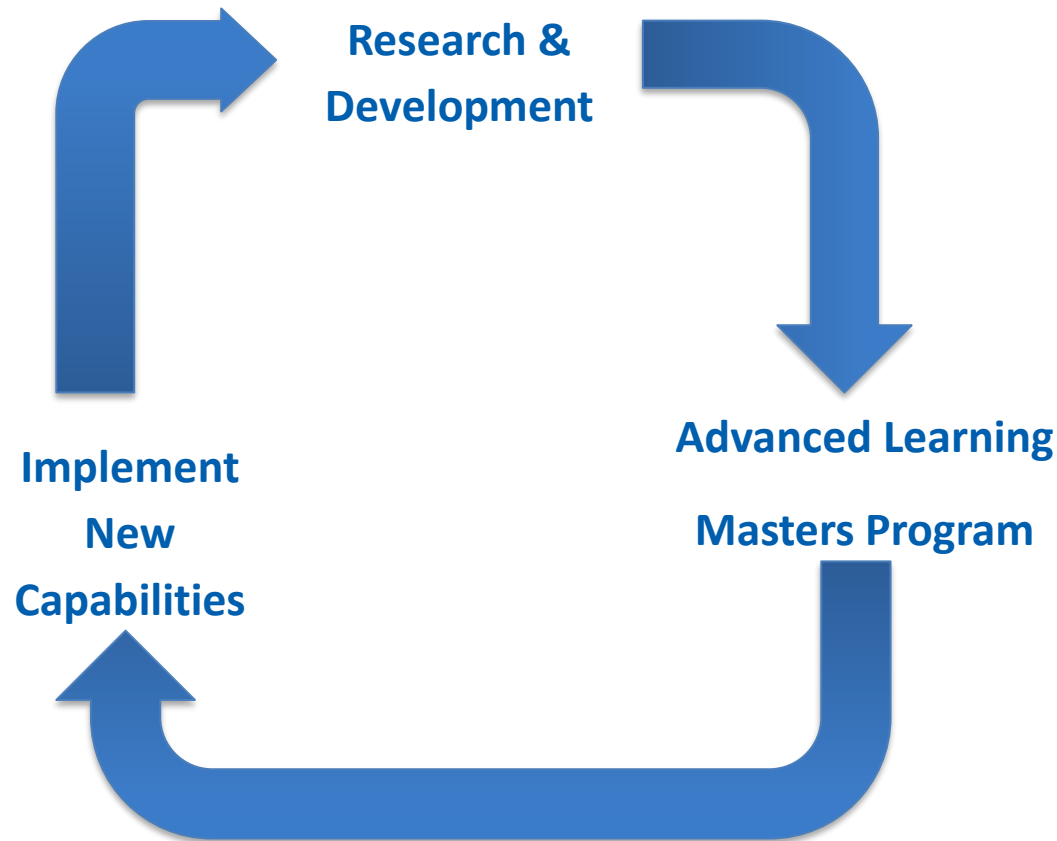 Research &
Development
Advanced Learning
Masters Program
Implement
New
Capabilities